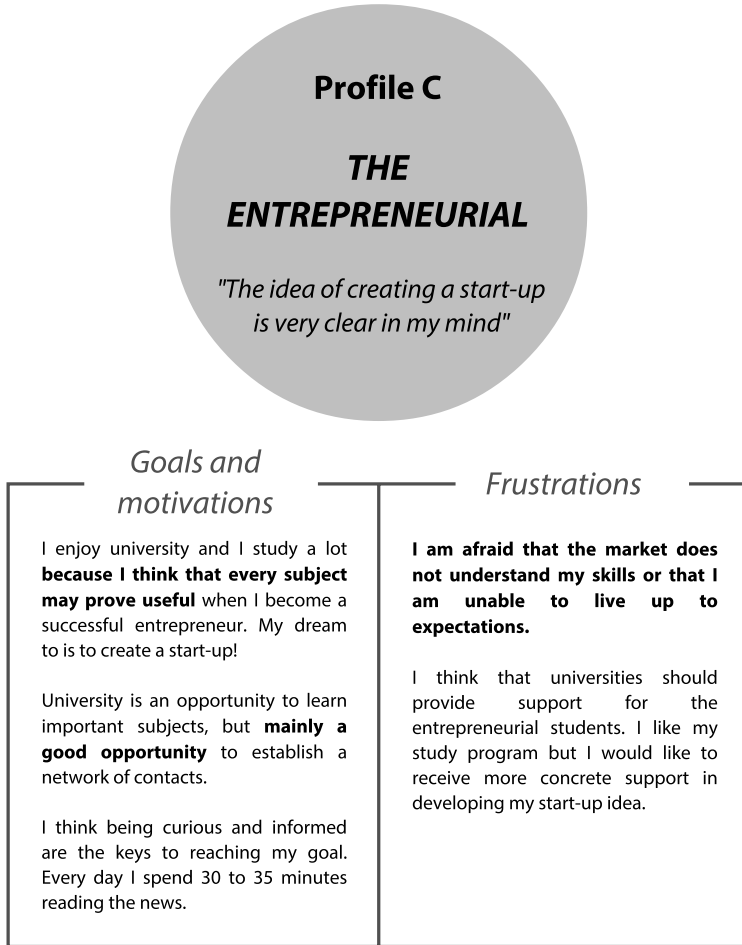 Profile C
THE
ENTREPRENEURIAL
"The idea of creating a start-up
is very clear in my mind"
Goals and
motivations
I enjoy university and I study a lot
because I think that every subject
may prove useful when I become a
successful entrepreneur. My dream
to is to create a start-up!
University is an opportunity to learn
important subjects, but mainly a
good opportunity to establish a
network of contacts.
I think being curious and informed
are the keys to reaching my goal.
Every day I spend 30 to 35 minutes
reading the news.
Frustrations
I am afraid that the market does
not understand my skills or that I
am unable to live up to
expectations.
I think that universities should
provide support for the
entrepreneurial students. I like my
study program but I would like to
receive more concrete support in
developing my start-up idea.